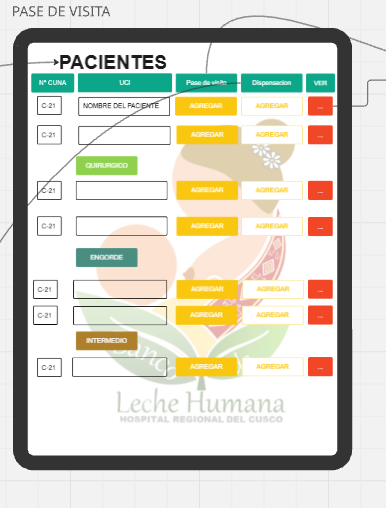 PASE DE VISITA
PACIENTES
N° CUNA UCI Pase de visita Dispensacion VER
C-21 NOMBRE DEL PACIENTE AGREGAR AGREGAR ...
C-21 AGREGAR AGREGAR ...
QUIRURGICO
C-21 AGREGAR AGREGAR ...
C-21 AGREGAR AGREGAR ...
ENGORDE
C-21 AGREGAR AGREGAR ...
C-21 AGREGAR AGREGAR ...
INTERMEDIO
Banco de
C-21 AGREGAR AGREGAR ...
Leche Humana
HOSPITAL REGIONAL DEL CUSCO